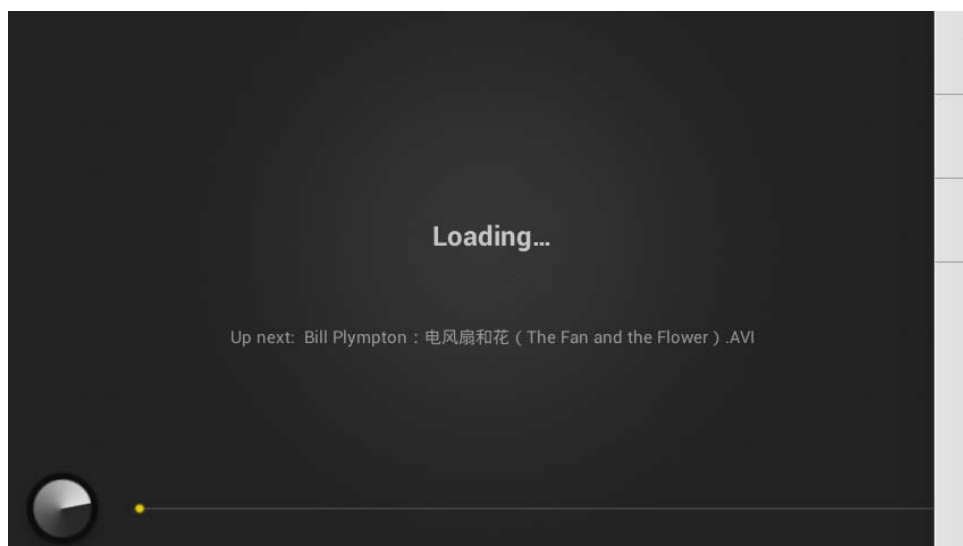 Loading...
Up next: Bill Plympton：电风扇和花（The Fan and the Flower）.AVI